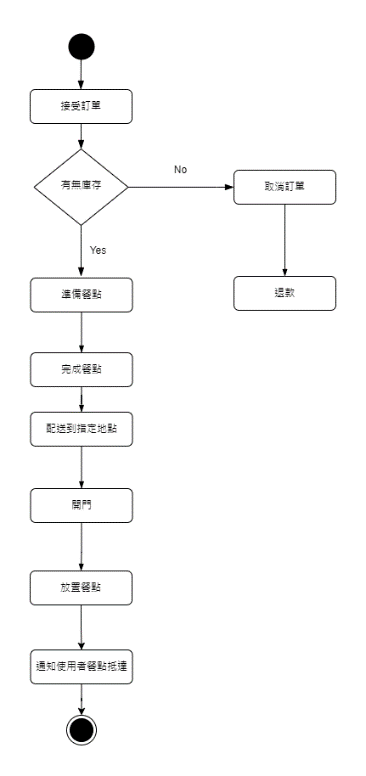 接受訂單
有無庫存
No
取消訂單
Yes
退款
準備餐點
完成餐點
配送到指定地點
開門
放置餐點
通知使用者餐點抵達